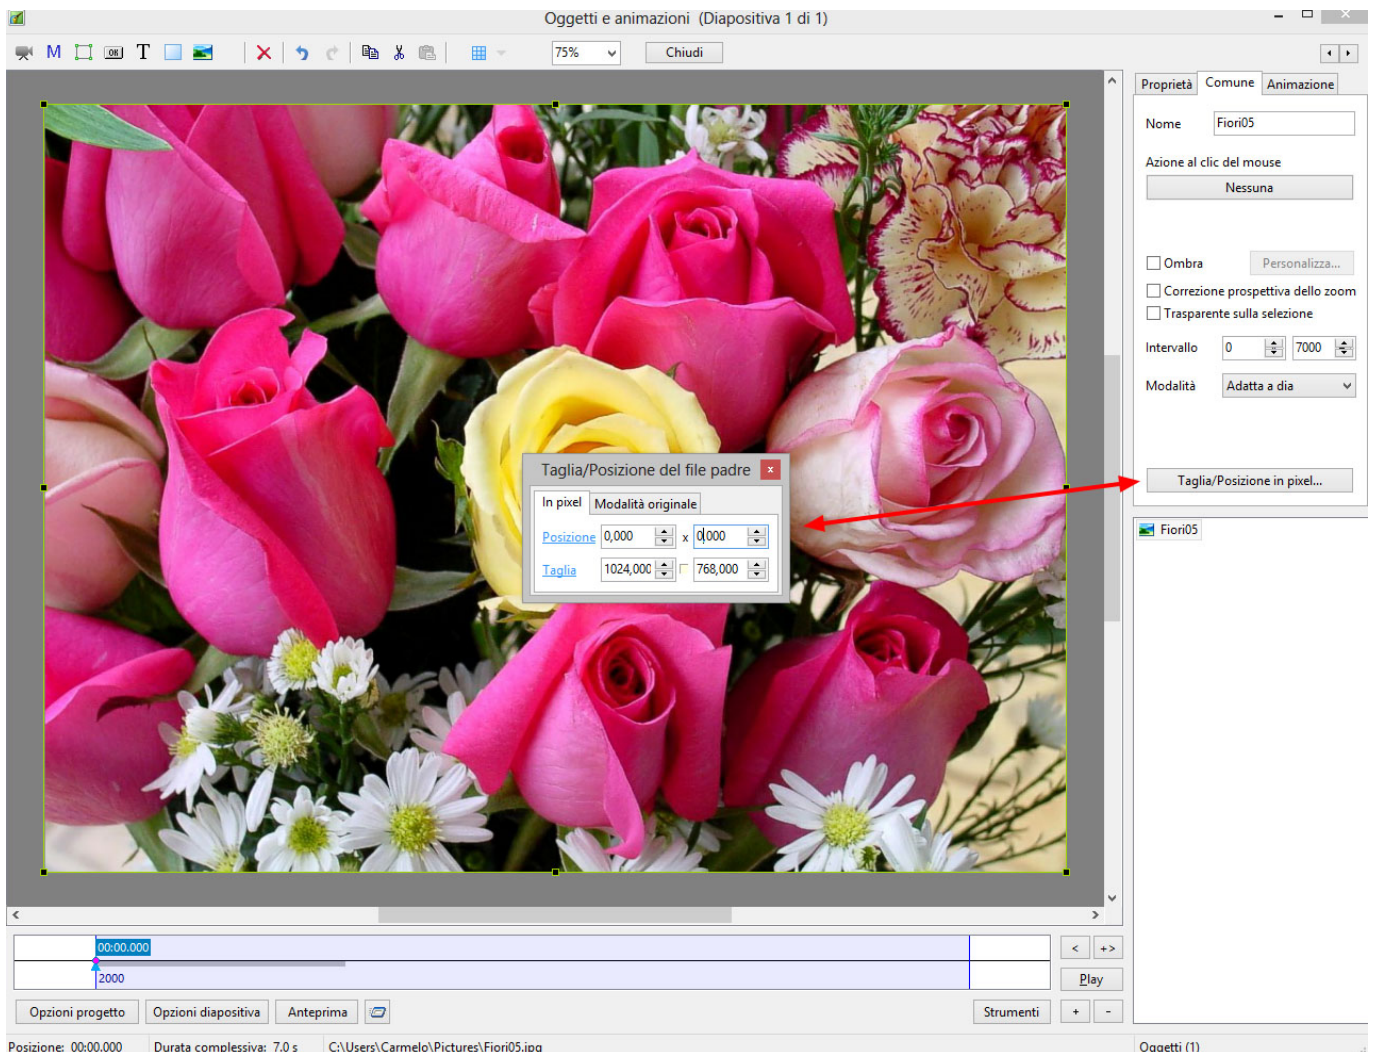 Oggetti e animazioni (Diapositiva 1 di 1)
M OK T 75% Chiudi
Proprietà Comune Animazione
Nome Fiori05
Azione al clic del mouse
Nessuna
Ombra Personalizza...
Correzione prospettiva dello zoom
Trasparente sulla selezione
Intervallo 0 7000
Modalità Adatta a dia
Taglia/Posizione in pixel...
Fiori05
Taglia/Posizione del file padre
In pixel Modalità originale
Posizione 0,000 x 0,000
Taglia 1024,000 768,000
00:00.000
2000
< +>
Play
Opzioni progetto Opzioni diapositiva Anteprima Strumenti + -
Posizione: 00:00.000 Durata complessiva: 7.0 s C:\Users\Carmelo\Pictures\Fiori05.jpg Oggetti (1)